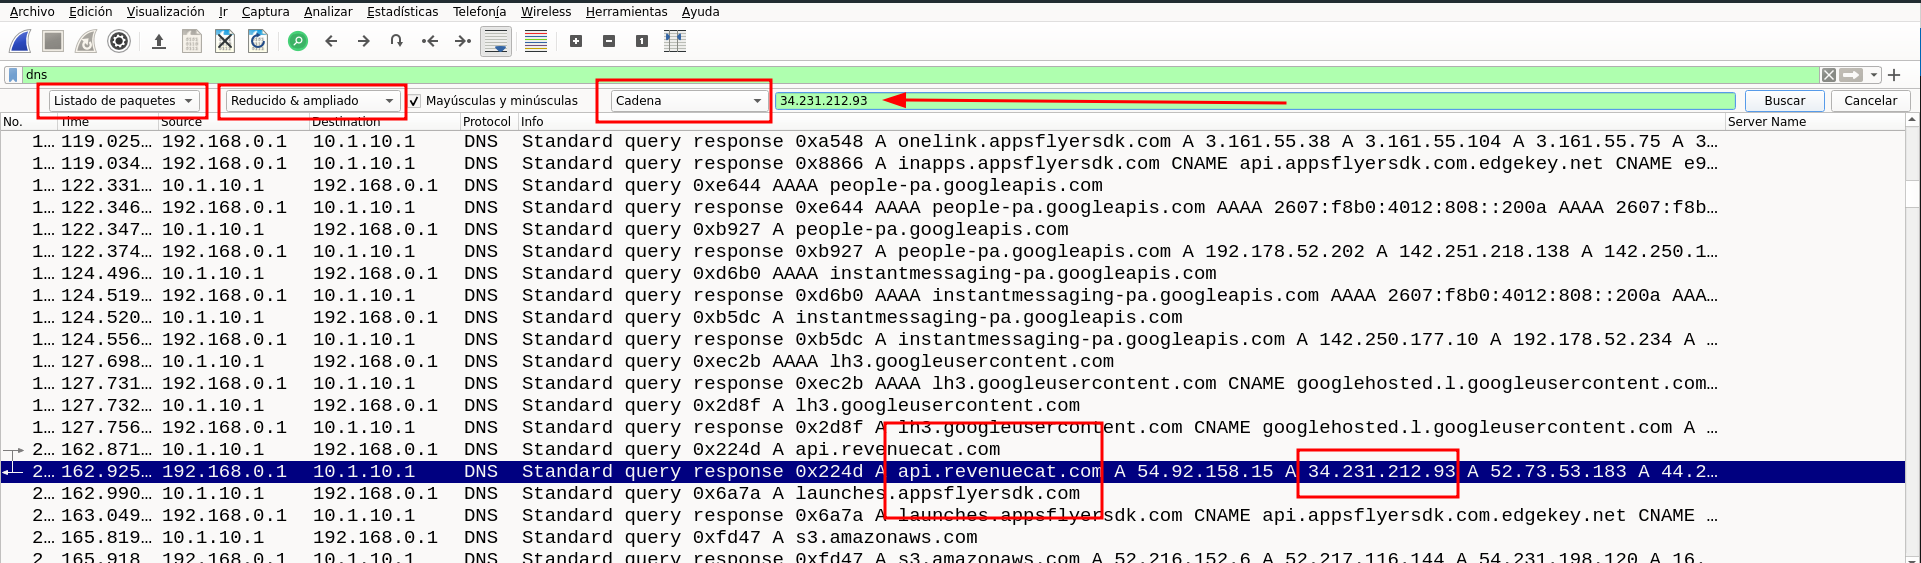 Archivo Edición Visualización Ir Captura Analizar Estadísticas Telefonía Wireless Herramientas Ayuda
dns
Listado de paquetes Reducido & ampliado Mayúsculas y minúsculas Cadena 34.231.212.93 Buscar Cancelar
No. Time Source Destination Protocol Info Server Name
1… 119.025… 192.168.0.1 10.1.10.1 DNS Standard query response 0xa548 A onelink.appsflyersdk.com A 3.161.55.38 A 3.161.55.104 A 3.161.55.75 A 3…
1… 119.034… 192.168.0.1 10.1.10.1 DNS Standard query response 0x8866 A inapps.appsflyersdk.com CNAME api.appsflyersdk.com.edgekey.net CNAME e9…
1… 122.331… 10.1.10.1 192.168.0.1 DNS Standard query 0xe644 AAAA people-pa.googleapis.com
1… 122.346… 192.168.0.1 10.1.10.1 DNS Standard query response 0xe644 AAAA people-pa.googleapis.com AAAA 2607:f8b0:4012:808::200a AAAA 2607:f8b…
1… 122.347… 10.1.10.1 192.168.0.1 DNS Standard query 0xb927 A people-pa.googleapis.com
1… 122.374… 192.168.0.1 10.1.10.1 DNS Standard query response 0xb927 A people-pa.googleapis.com A 192.178.52.202 A 142.251.218.138 A 142.250.1…
1… 124.496… 10.1.10.1 192.168.0.1 DNS Standard query 0xd6b0 AAAA instantmessaging-pa.googleapis.com
1… 124.519… 192.168.0.1 10.1.10.1 DNS Standard query response 0xd6b0 AAAA instantmessaging-pa.googleapis.com AAAA 2607:f8b0:4012:808::200a AAA…
1… 124.520… 10.1.10.1 192.168.0.1 DNS Standard query 0xb5dc A instantmessaging-pa.googleapis.com
1… 124.556… 192.168.0.1 10.1.10.1 DNS Standard query response 0xb5dc A instantmessaging-pa.googleapis.com A 142.250.177.10 A 192.178.52.234 A …
1… 127.698… 10.1.10.1 192.168.0.1 DNS Standard query 0xec2b AAAA lh3.googleusercontent.com
1… 127.731… 192.168.0.1 10.1.10.1 DNS Standard query response 0xec2b AAAA lh3.googleusercontent.com CNAME googlehosted.l.googleusercontent.com…
1… 127.732… 10.1.10.1 192.168.0.1 DNS Standard query 0x2d8f A lh3.googleusercontent.com
1… 127.756… 192.168.0.1 10.1.10.1 DNS Standard query response 0x2d8f A lh3.googleusercontent.com CNAME googlehosted.l.googleusercontent.com A …
2… 162.871… 10.1.10.1 192.168.0.1 DNS Standard query 0x224d A api.revenuecat.com
2… 162.925… 192.168.0.1 10.1.10.1 DNS Standard query response 0x224d A api.revenuecat.com A 54.92.158.15 A 34.231.212.93 A 52.73.53.183 A 44.2…
2… 162.990… 10.1.10.1 192.168.0.1 DNS Standard query 0x6a7a A launches.appsflyersdk.com
2… 163.049… 192.168.0.1 10.1.10.1 DNS Standard query response 0x6a7a A launches.appsflyersdk.com CNAME api.appsflyersdk.com.edgekey.net CNAME …
2… 165.819… 10.1.10.1 192.168.0.1 DNS Standard query 0xfd47 A s3.amazonaws.com
2 165.918 192.168.0.1 10.1.10.1 DNS Standard query response 0xfd47 A s3.amazonaws.com A 52.216.152.6 A 52.217.116.144 A 54.231.198.120 A 16.